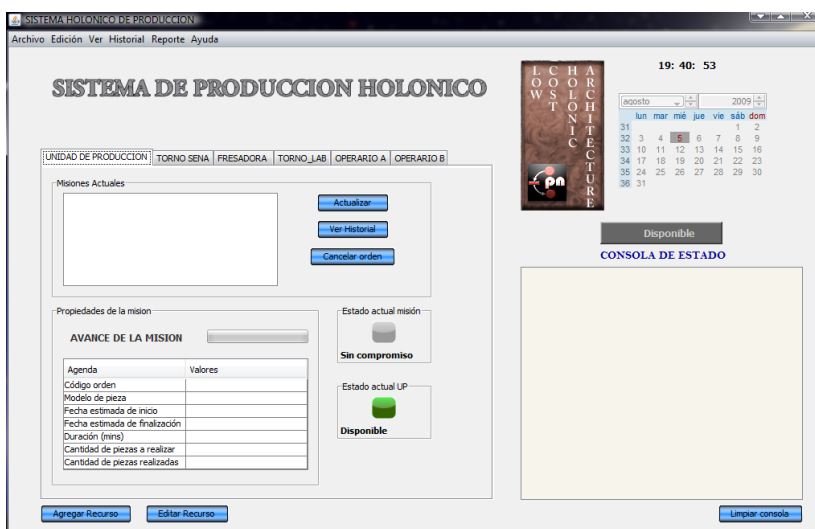 SISTEMA HOLONICO DE PRODUCCION
Archivo Edición Ver Historial Reporte Ayuda
SISTEMA DE PRODUCCION HOLONICO
UNIDAD DE PRODUCCION TORNO SENA FRESADORA TORNO_LAB OPERARIO A OPERARIO B
Misiones Actuales
Actualizar
Ver Historial
Cancelar orden
Propiedades de la mision
AVANCE DE LA MISION
Agenda Valores
Código orden
Modelo de pieza
Fecha estimada de inicio
Fecha estimada de finalización
Duración (mins)
Cantidad de piezas a realizar
Cantidad de piezas realizadas
Estado actual misión
Sin compromiso
Estado actual UP
Disponible
Agregar Recurso Editar Recurso
LOW
COST
HOLONIC
ARCHITECTURE
pn
19: 40: 53
agosto 2009
lun mar mié jue vie sáb dom
31 1 2
32 3 4 5 6 7 8 9
33 10 11 12 13 14 15 16
34 17 18 19 20 21 22 23
35 24 25 26 27 28 29 30
36 31
Disponible
CONSOLA DE ESTADO
Limpiar consola